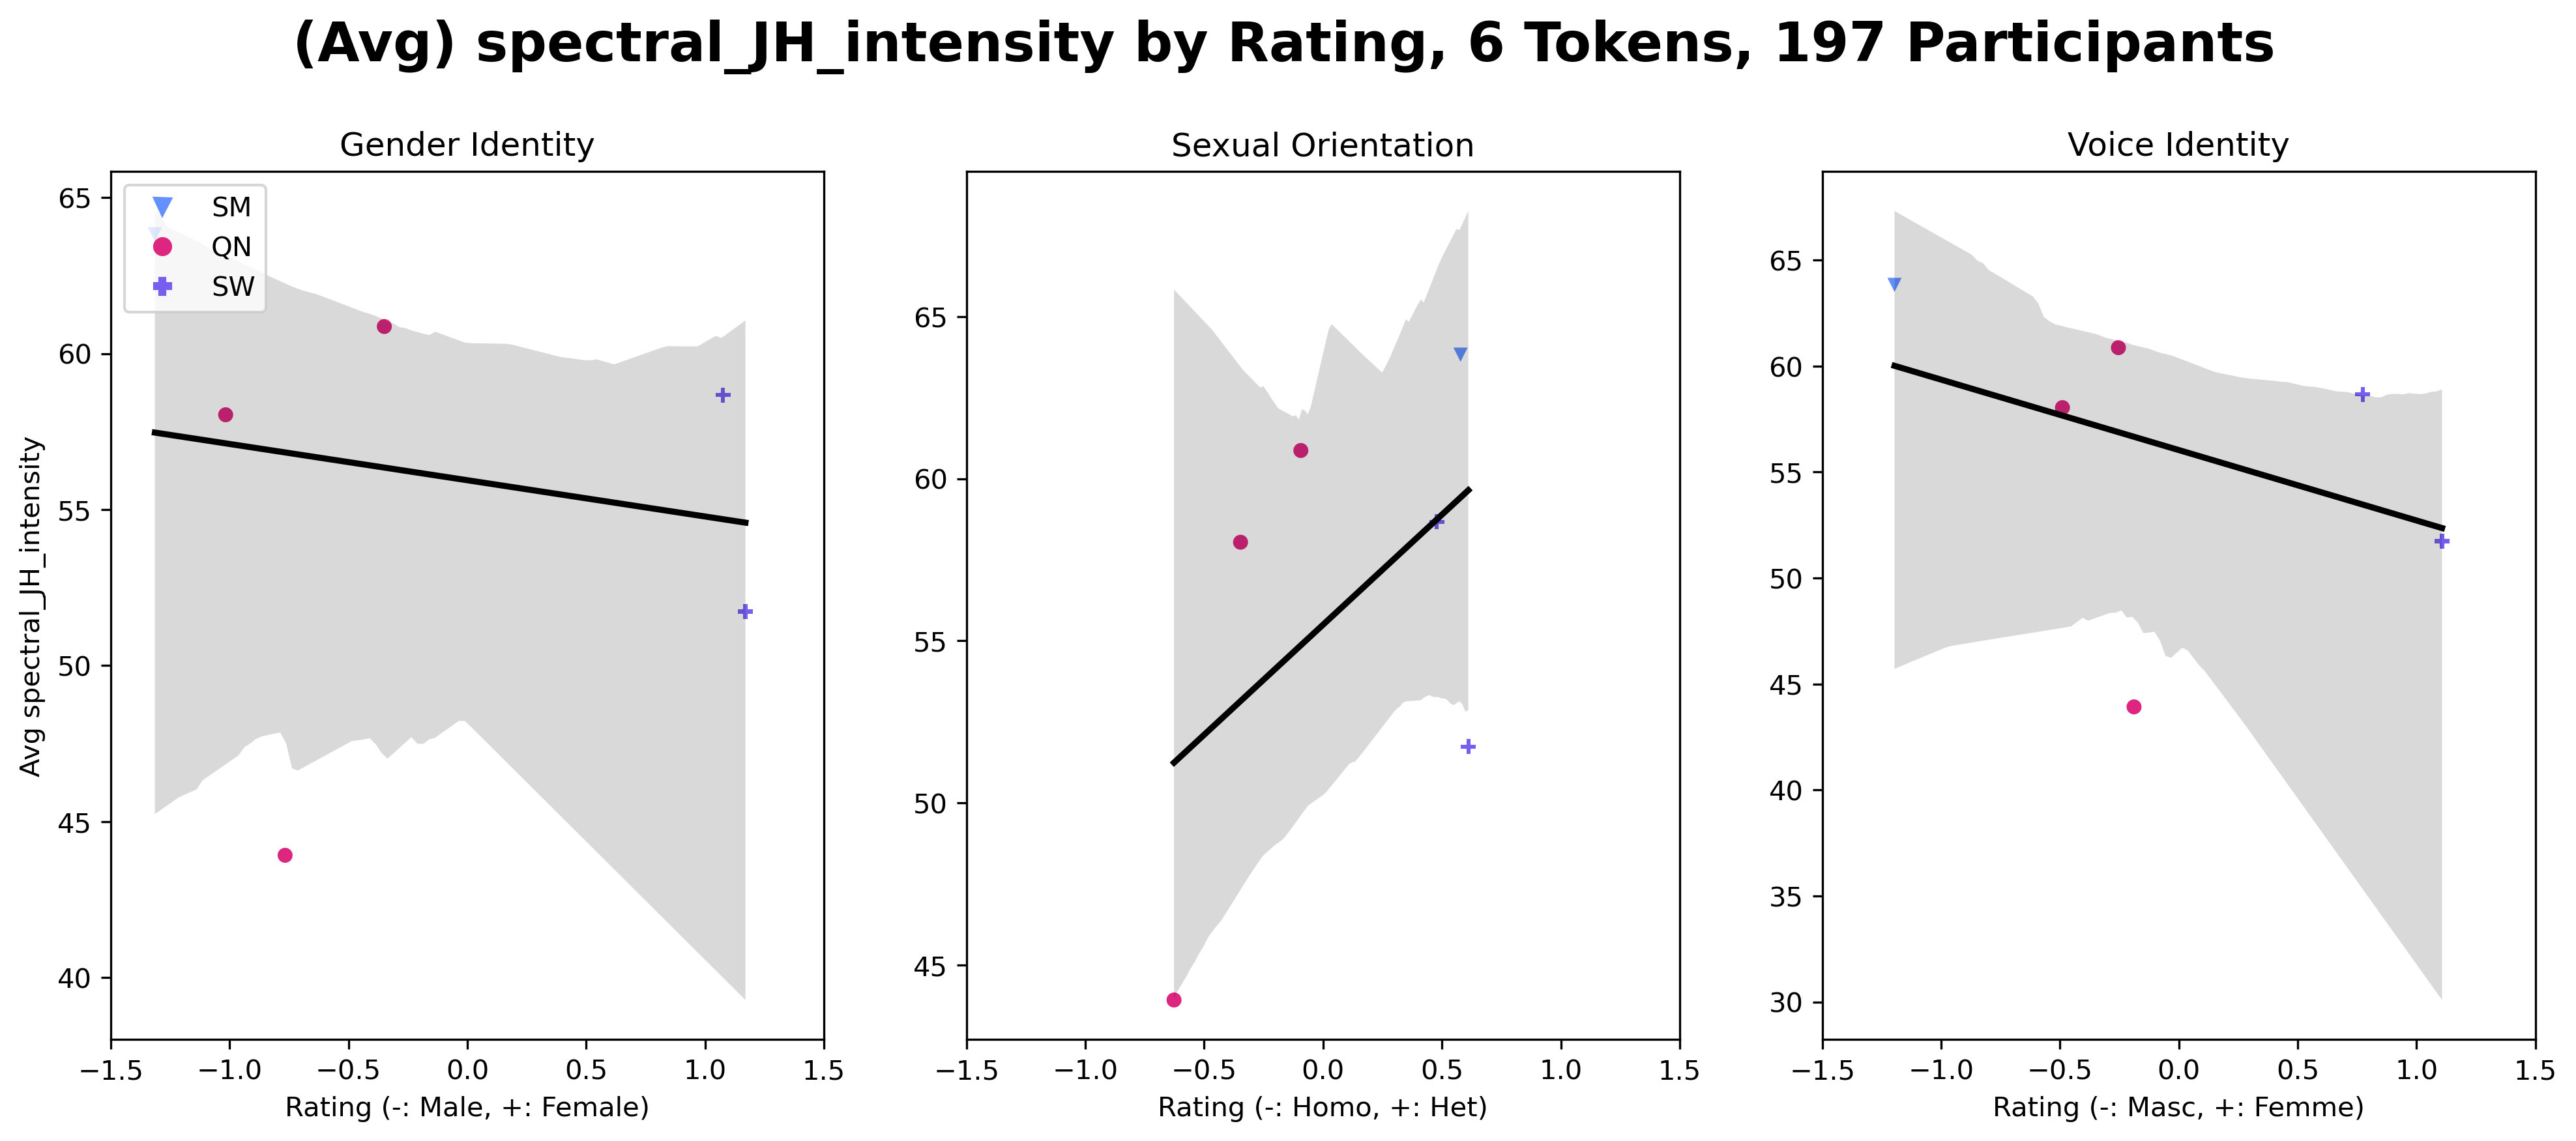 (Avg) spectral_JH_intensity by Rating, 6 Tokens, 197 Participants
Gender Identity
Avg spectral_JH_intensity
65
60
55
50
45
40
SM
QN
SW
−1.5 −1.0 −0.5 0.0 0.5 1.0 1.5
Rating (-: Male, +: Female)
Sexual Orientation
65
60
55
50
45
−1.5 −1.0 −0.5 0.0 0.5 1.0 1.5
Rating (-: Homo, +: Het)
Voice Identity
65
60
55
50
45
40
35
30
−1.5 −1.0 −0.5 0.0 0.5 1.0 1.5
Rating (-: Masc, +: Femme)